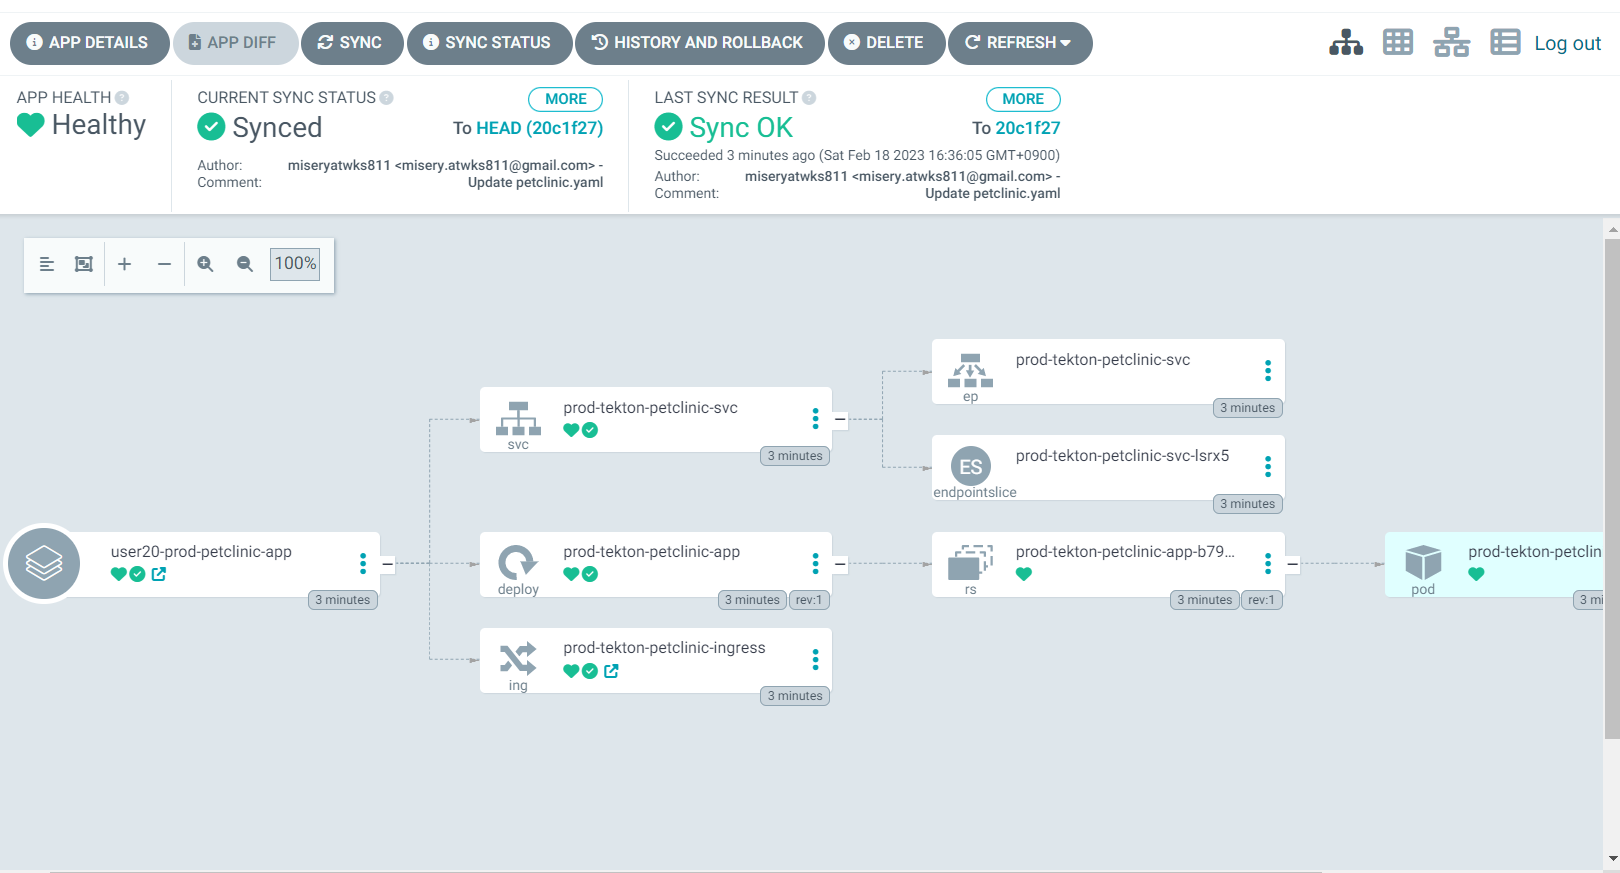 APP DETAILS
APP DIFF
SYNC
SYNC STATUS
HISTORY AND ROLLBACK
DELETE
REFRESH
Log out
APP HEALTH
Healthy
CURRENT SYNC STATUS
MORE
Synced
To HEAD (20c1f27)
Author: miseryatwks811 <misery.atwks811@gmail.com> -
Comment: Update petclinic.yaml
LAST SYNC RESULT
MORE
Sync OK
To 20c1f27
Succeeded 3 minutes ago (Sat Feb 18 2023 16:36:05 GMT+0900)
Author: miseryatwks811 <misery.atwks811@gmail.com> -
Comment: Update petclinic.yaml
100%
prod-tekton-petclinic-svc
ep
3 minutes
prod-tekton-petclinic-svc
svc
3 minutes
ES
prod-tekton-petclinic-svc-lsrx5
endpointslice
3 minutes
user20-prod-petclinic-app
3 minutes
prod-tekton-petclinic-app
deploy
3 minutes
rev:1
prod-tekton-petclinic-app-b79...
rs
3 minutes
rev:1
prod-tekton-petclin
pod
3 mi
prod-tekton-petclinic-ingress
ing
3 minutes